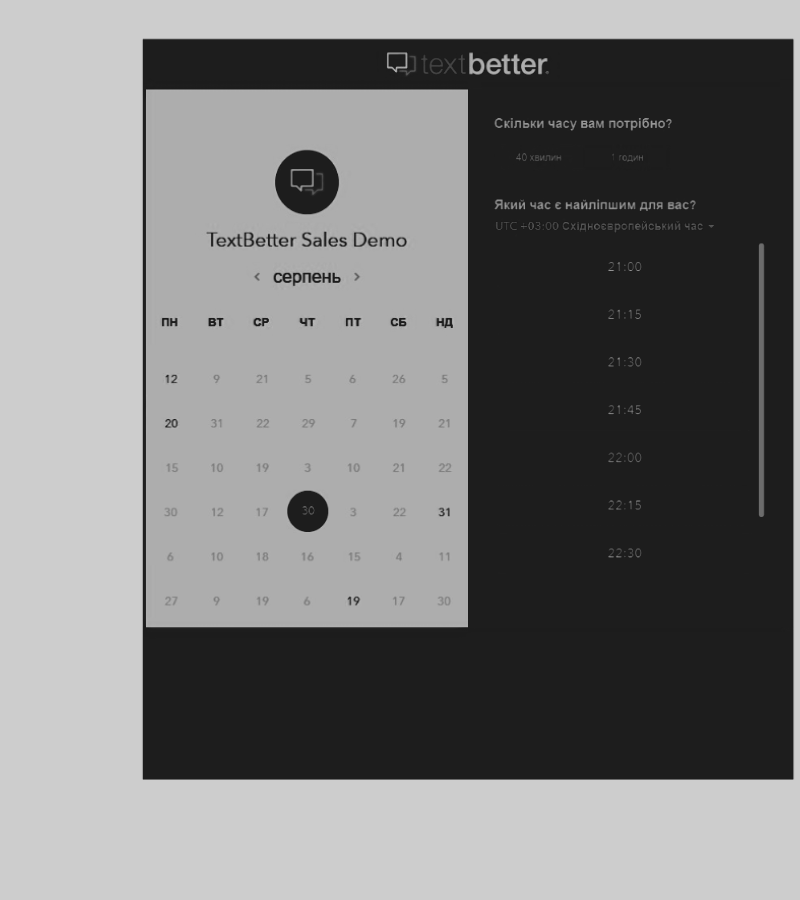 textbetter.
TextBetter Sales Demo
< серпень >
ПН ВТ СР ЧТ ПТ СБ НД
12 9 21 5 6 26 5
20 31 22 29 7 19 21
15 10 19 3 10 21 22
30 12 17 30 3 22 31
6 10 18 16 15 4 11
27 9 19 6 19 17 30
Скільки часу вам потрібно?
40 хвилин 1 годин
Який час є найліпшим для вас?
UTC +03:00 Східноєвропейський час
21:00
21:15
21:30
21:45
22:00
22:15
22:30